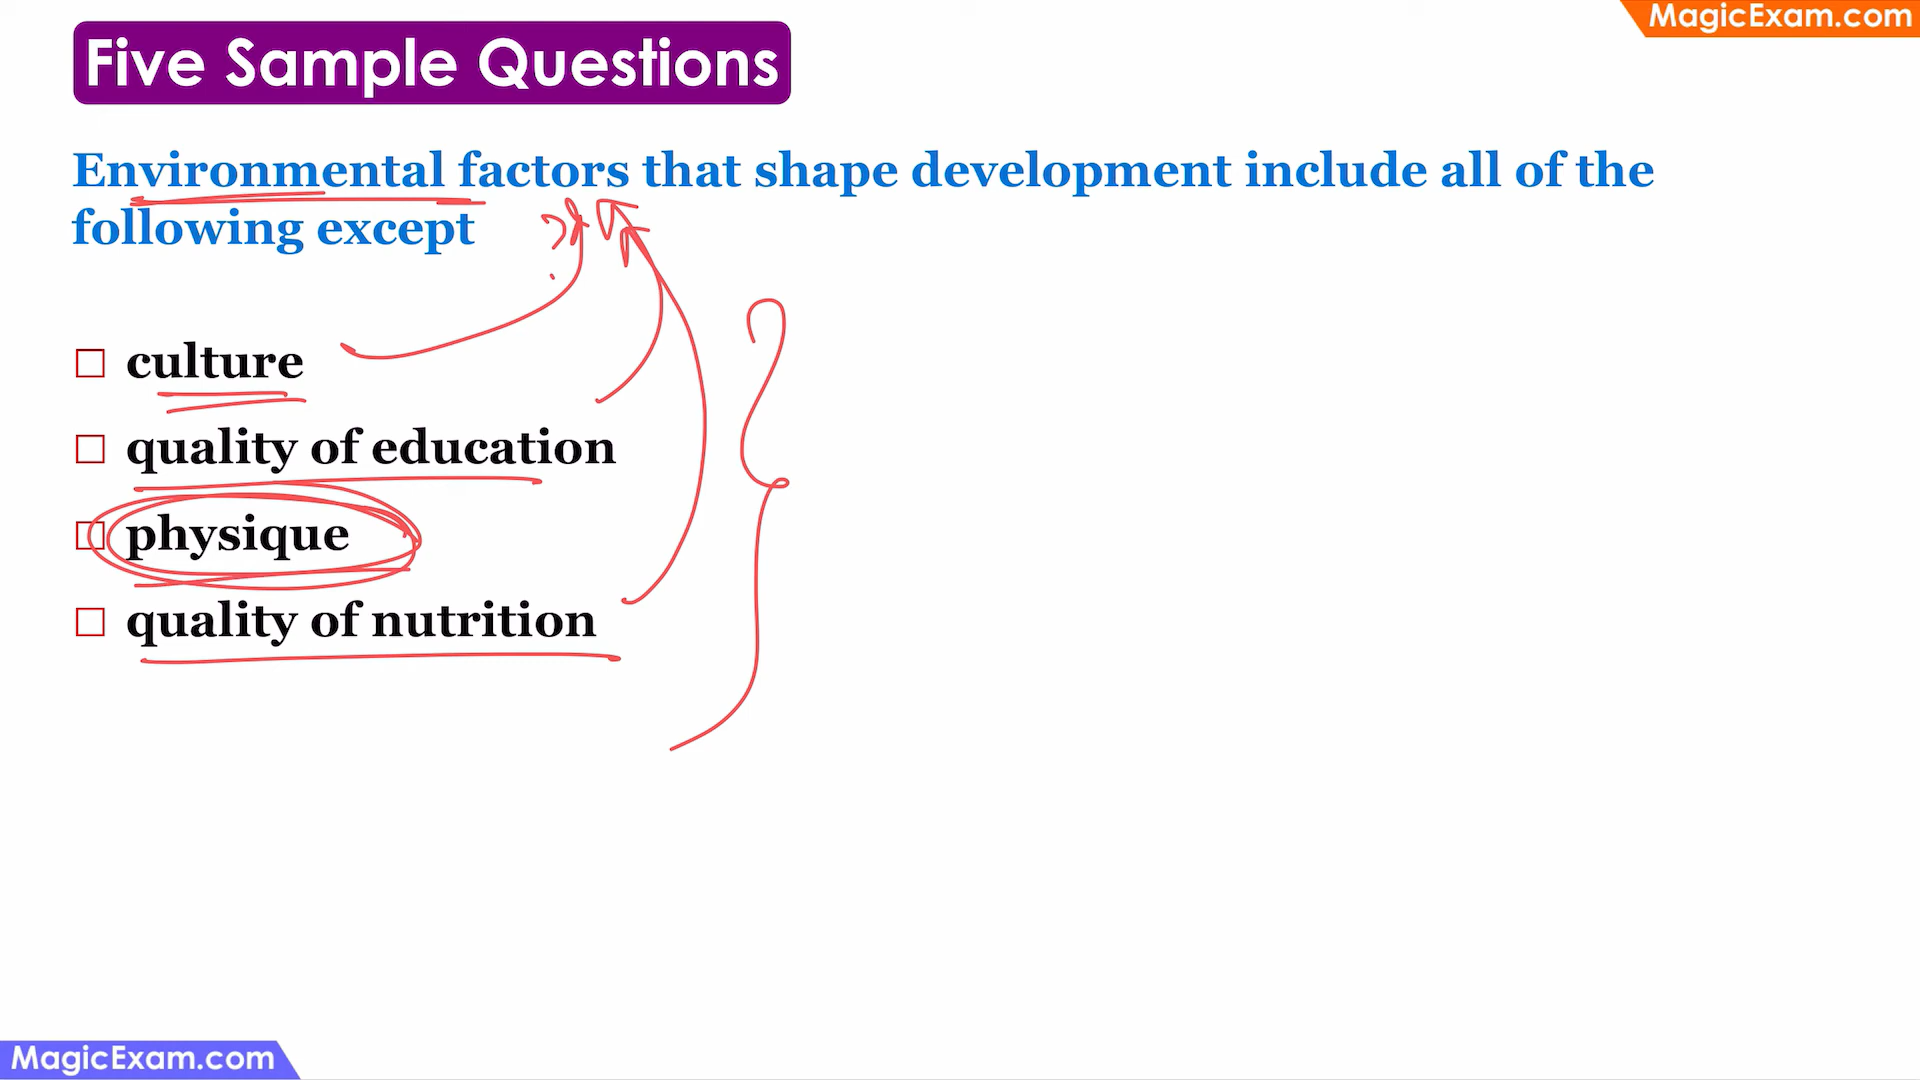 MagicExam.com
Five Sample Questions
Environmental factors that shape development include all of the
following except
culture
quality of education
physique
quality of nutrition
MagicExam.com